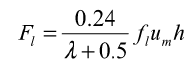 F_l = \frac{0.24}{\lambda + 0.5} f_l u_m h